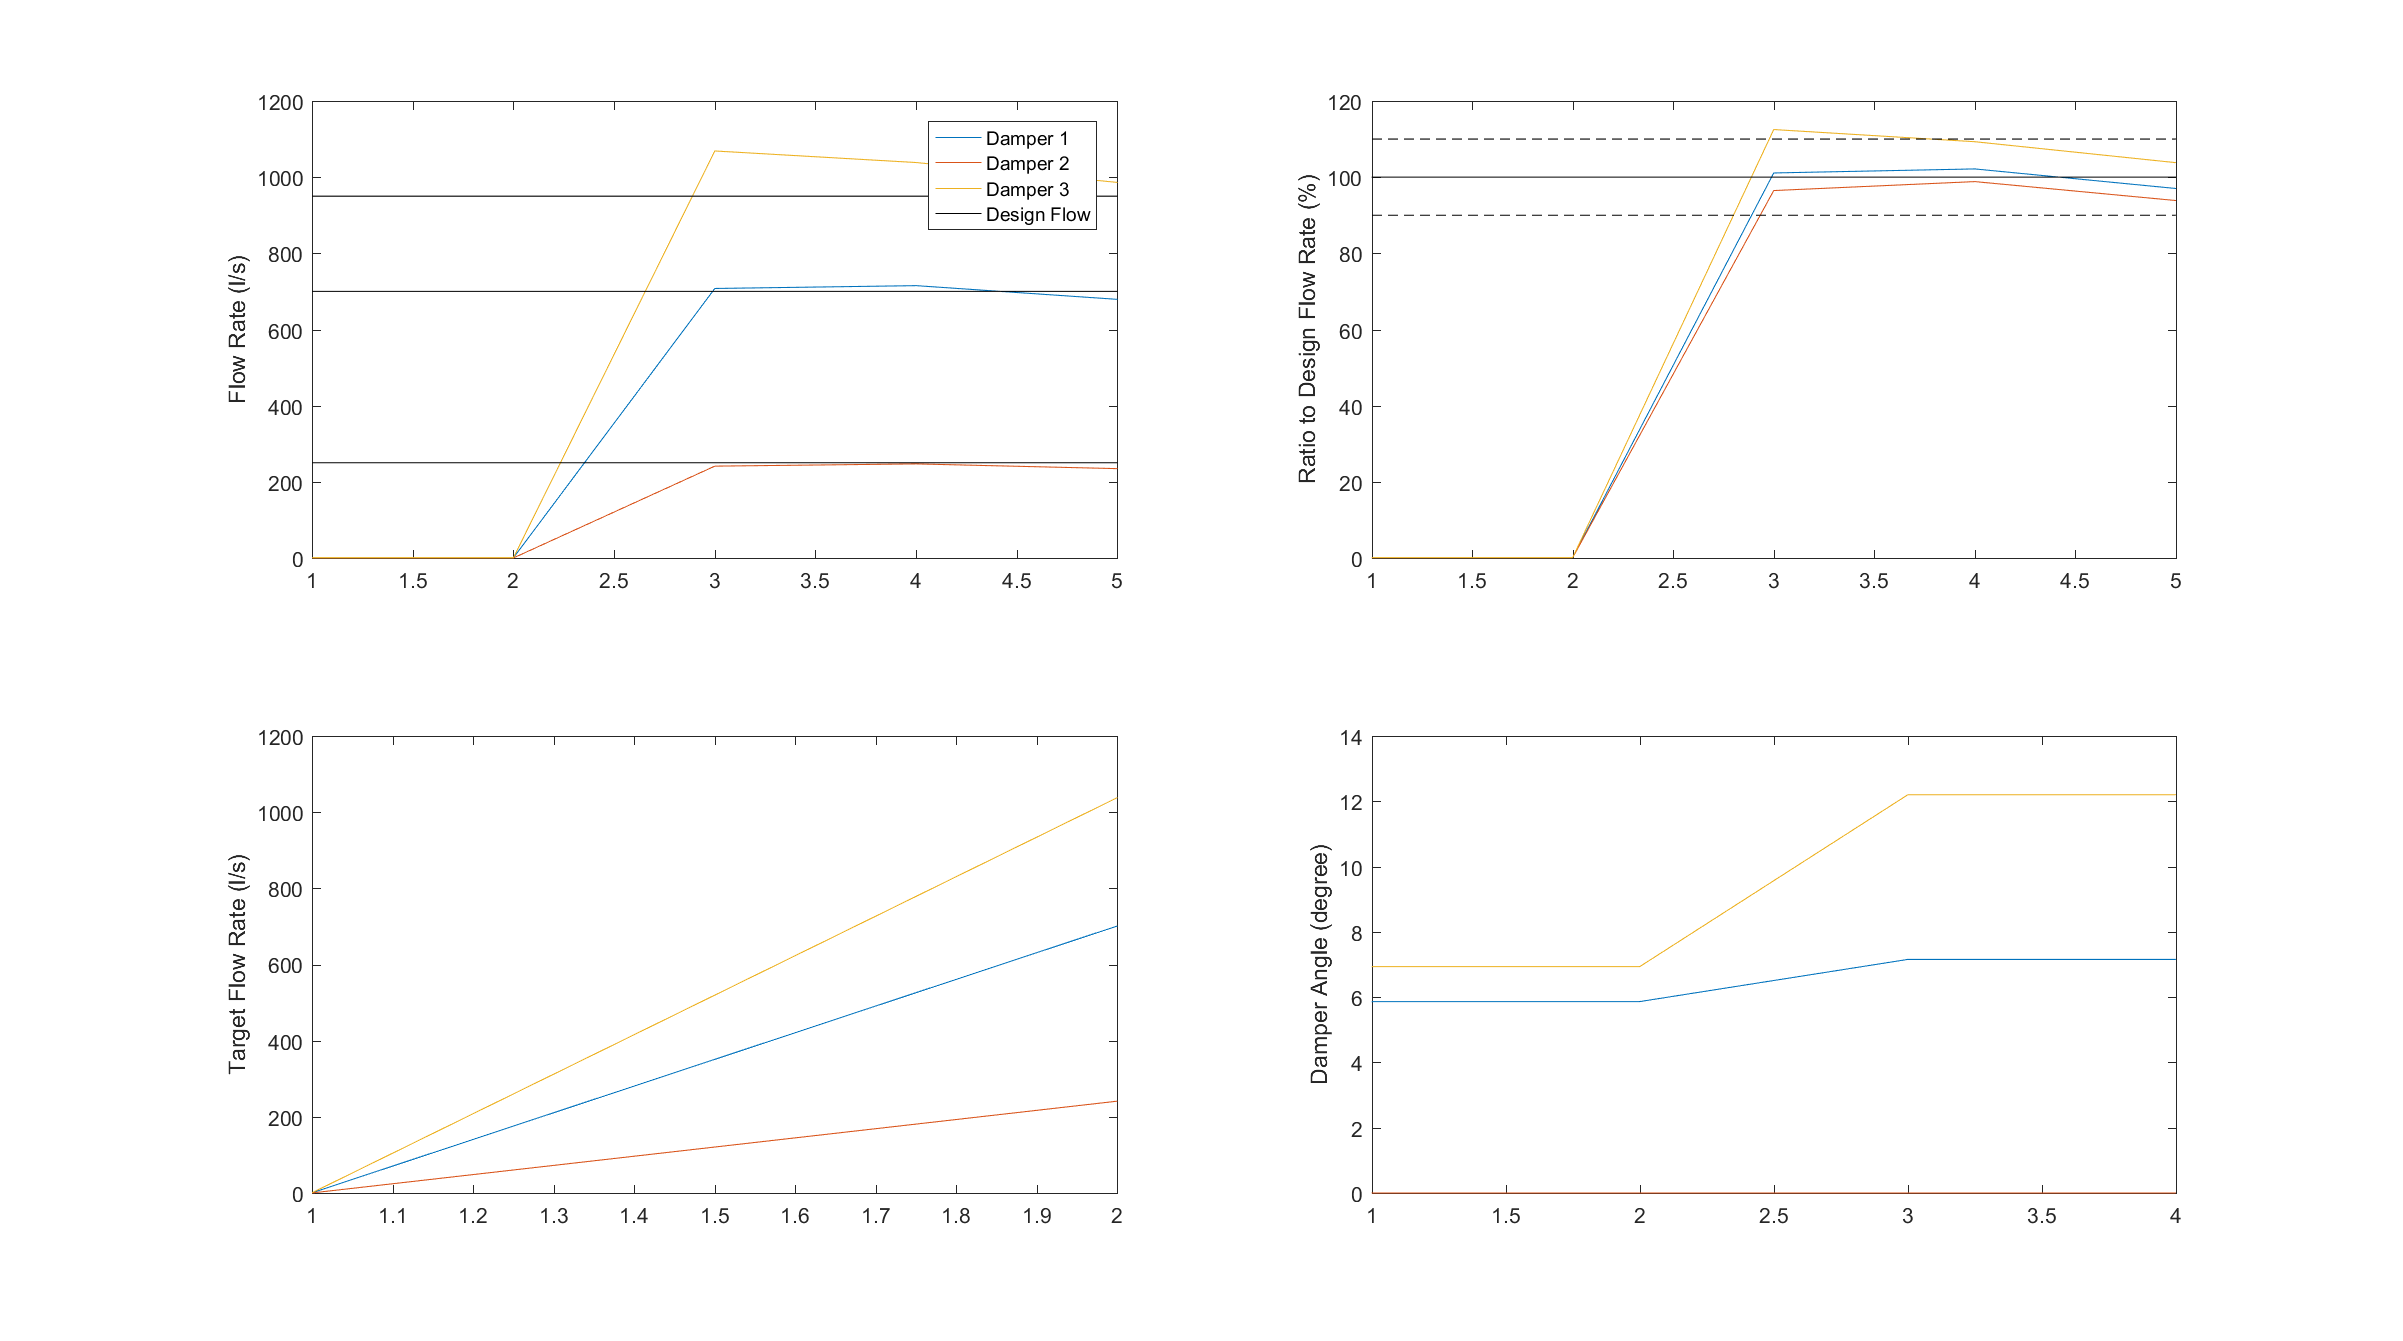 1200
1000
800
600
400
200
0
Flow Rate (l/s)
1 1.5 2 2.5 3 3.5 4 4.5 5
Damper 1
Damper 2
Damper 3
Design Flow
120
100
80
60
40
20
0
Ratio to Design Flow Rate (%)
1 1.5 2 2.5 3 3.5 4 4.5 5
1200
1000
800
600
400
200
0
Target Flow Rate (l/s)
1 1.1 1.2 1.3 1.4 1.5 1.6 1.7 1.8 1.9 2
14
12
10
8
6
4
2
0
Damper Angle (degree)
1 1.5 2 2.5 3 3.5 4